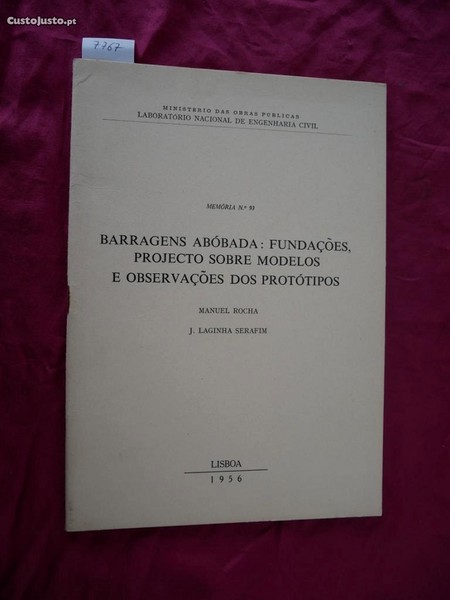 CustoJusto.pt
7767
MINISTÉRIO DAS OBRAS PÚBLICAS
LABORATÓRIO NACIONAL DE ENGENHARIA CIVIL
BARRAGENS ABÓBADA: FUNDAÇÕES,
PROJECTO SOBRE MODELOS
E OBSERVAÇÕES DOS PROTÓTIPOS
MEMÓRIA N.º
MANUEL ROCHA
J. LAGINHA SERAFIM
LISBOA
1956